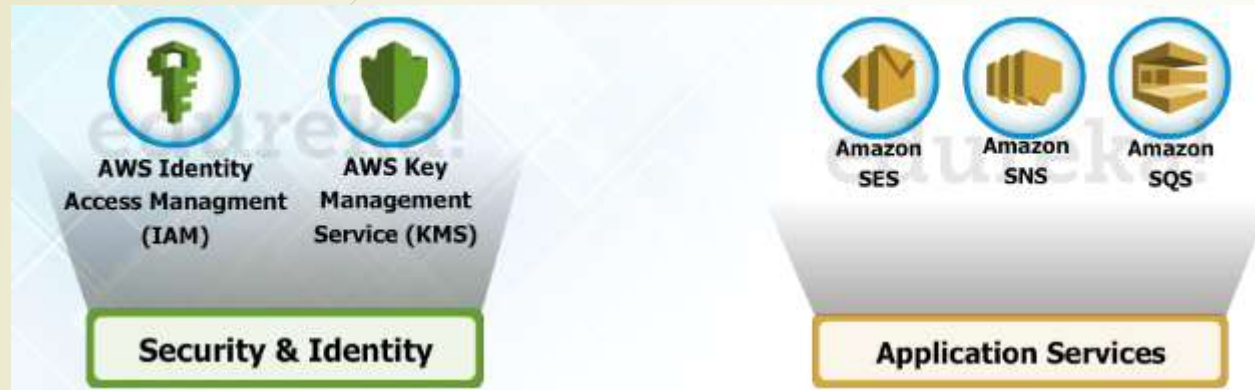 edureka!
AWS Identity
Access Managment
(IAM)
AWS Key
Management
Service (KMS)
Security & Identity
edureka!
Amazon
SES
Amazon
SNS
Amazon
SQS
Application Services